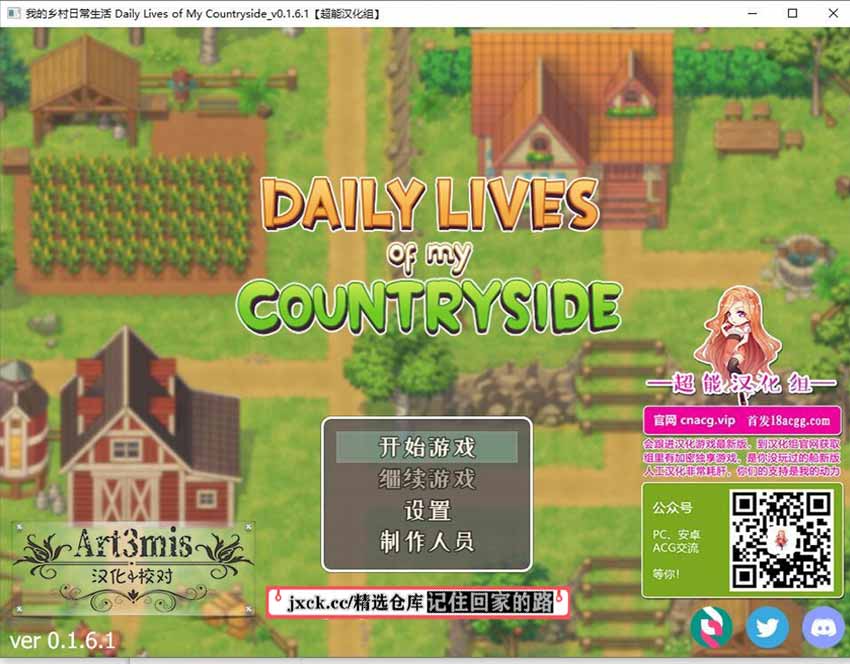 我的乡村日常生活 Daily Lives of My Countryside_v0.1.6.1【超能汉化组】
DAILY LIVES
of my
COUNTRYSIDE
超能汉化组
官网 cnacg.vip 首发18acgg.com
会跟进汉化游戏最新版，到汉化组官网获取
组里有加密独享游戏，是你没玩过的船新版
人工汉化非常耗肝，你们的支持是我的动力
开始游戏
继续游戏
设置
制作人员
公众号
PC、安卓
ACG交流
等你!
Art3mis
汉化&校对
jxck.cc/精选仓库 记住回家的路
ver 0.1.6.1